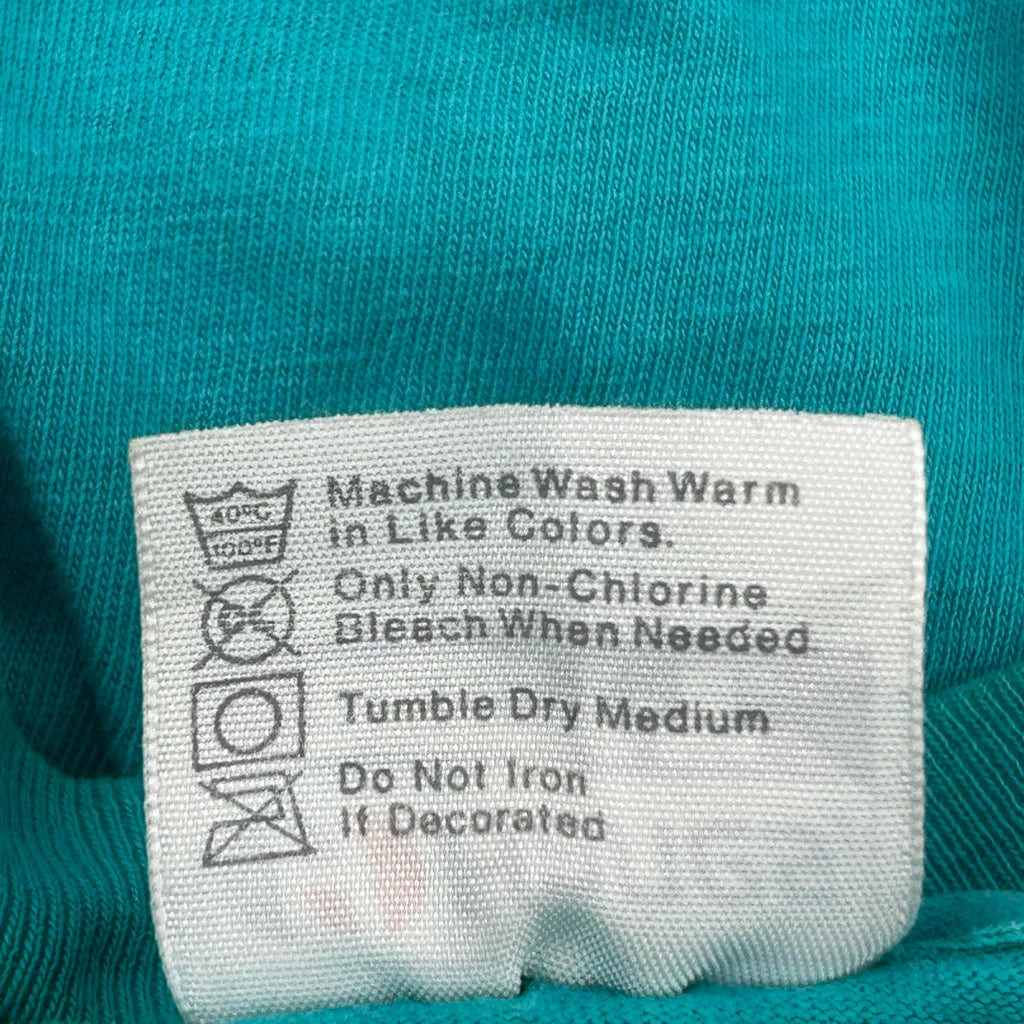 40°C
100°F
Machine Wash Warm
in Like Colors.
Only Non-Chlorine
Bleach When Needed
Tumble Dry Medium
Do Not Iron
If Decorated